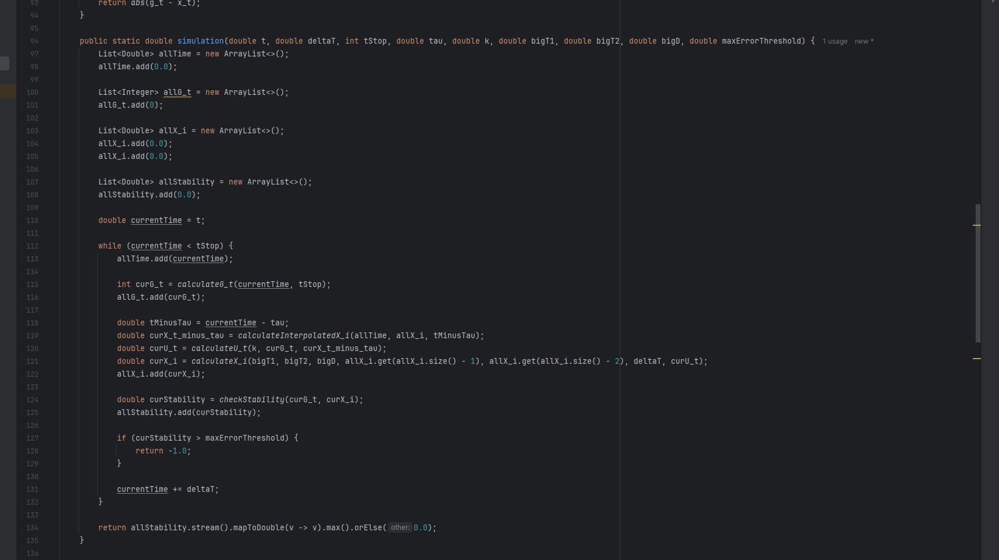 93 return abs(g_t - x_t);
94 }
95
96 public static double simulation(double t, double deltaT, int tStop, double tau, double k, double bigT1, double bigT2, double bigD, double maxErrorThreshold) { 1 usage new *
97 List<Double> allTime = new ArrayList<>();
98 allTime.add(0.0);
99
100 List<Integer> allG_t = new ArrayList<>();
101 allG_t.add(0);
102
103 List<Double> allX_i = new ArrayList<>();
104 allX_i.add(0.0);
105 allX_i.add(0.0);
106
107 List<Double> allStability = new ArrayList<>();
108 allStability.add(0.0);
109
110 double currentTime = t;
111
112 while (currentTime < tStop) {
113 allTime.add(currentTime);
114
115 int curG_t = calculateG_t(currentTime, tStop);
116 allG_t.add(curG_t);
117
118 double tMinusTau = currentTime - tau;
119 double curX_t_minus_tau = calculateInterpolatedX_i(allTime, allX_i, tMinusTau);
120 double curU_t = calculateU_t(k, curG_t, curX_t_minus_tau);
121 double curX_i = calculateX_i(bigT1, bigT2, bigD, allX_i.get(allX_i.size() - 1), allX_i.get(allX_i.size() - 2), deltaT, curU_t);
122 allX_i.add(curX_i);
123
124 double curStability = checkStability(curG_t, curX_i);
125 allStability.add(curStability);
126
127 if (curStability > maxErrorThreshold) {
128 return -1.0;
129 }
130
131 currentTime += deltaT;
132 }
133
134 return allStability.stream().mapToDouble(v -> v).max().orElse( other: 0.0);
135 }
136